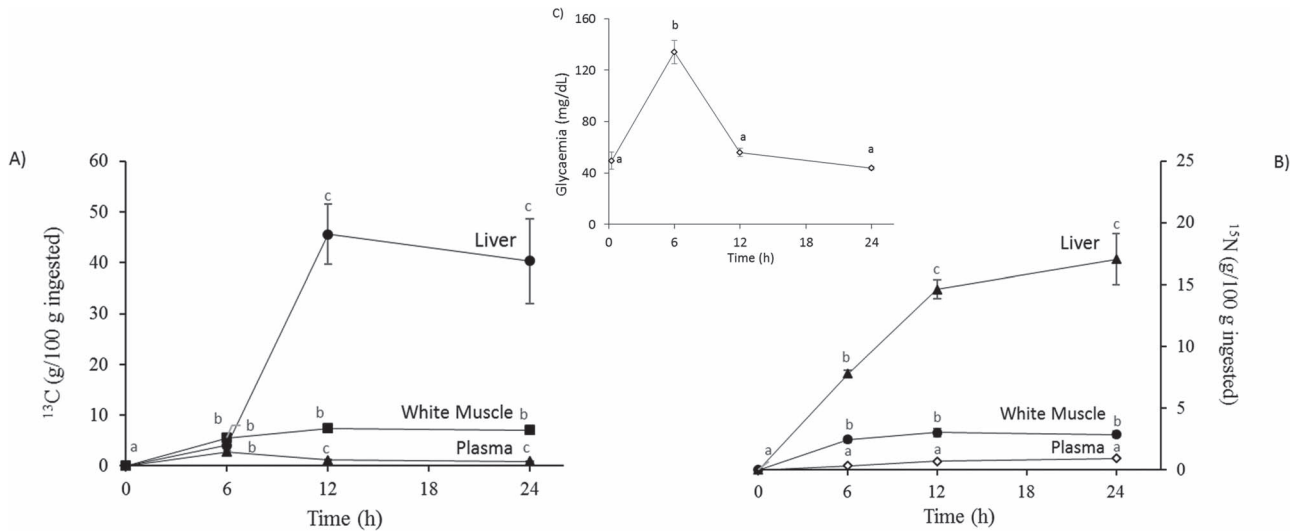 C)
160
120
80
40
0
Glycaemia (mg/dL)
a
b
a
a
0 6 12 18 24
Time (h)
A)
60
50
40
30
20
10
0
¹³C (g/100 g ingested)
c
c
Liver
b b b b
White Muscle
a
b c c
Plasma
0 6 12 18 24
Time (h)
B)
25
20
15
10
5
0
¹⁵N (g/100 g ingested)
c
Liver
c
b
White Muscle
b b b
Plasma
a a a a
0 6 12 18 24
Time (h)